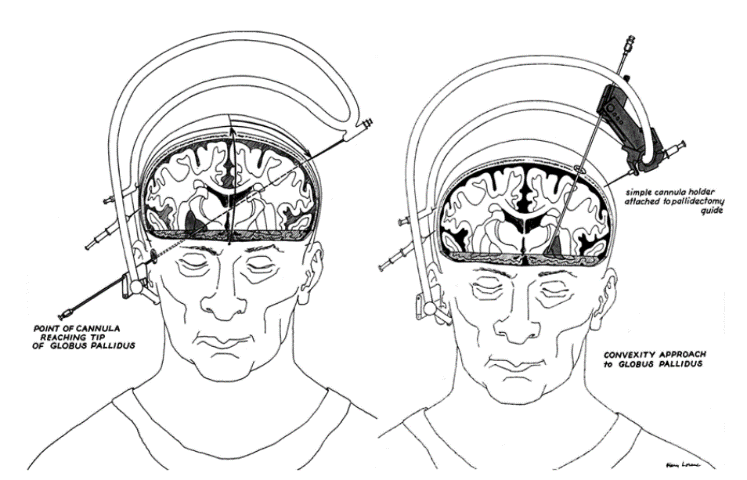 POINT OF CANNULA
REACHING TIP
OF GLOBUS PALLIDUS
simple cannula holder
attached to pallidectomy
guide
CONVEXITY APPROACH
to GLOBUS PALLIDUS